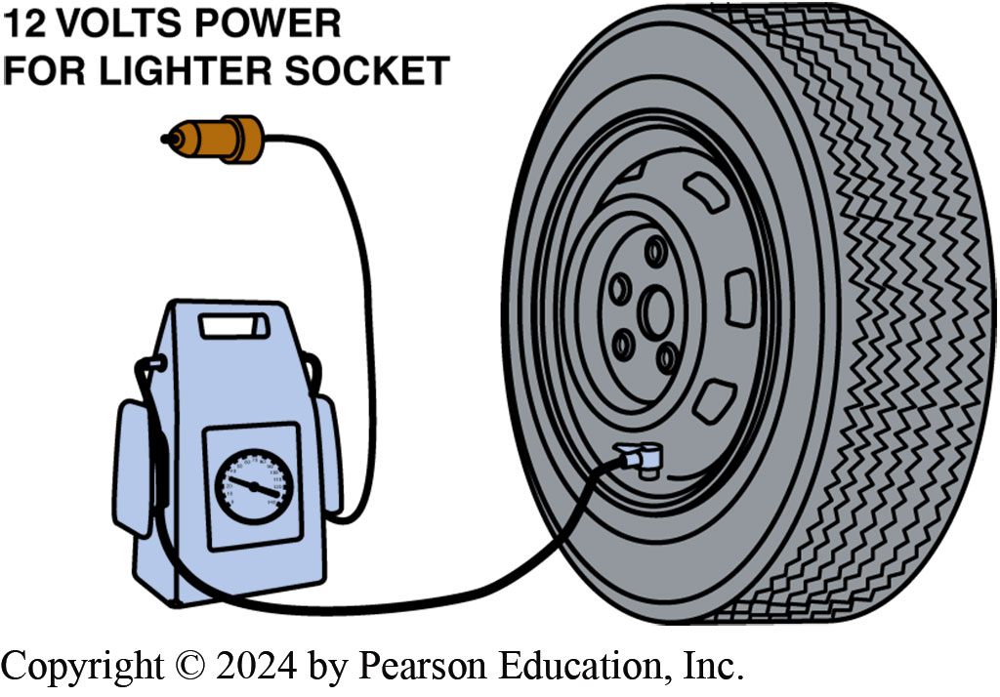 12 VOLTS POWER
FOR LIGHTER SOCKET
Copyright © 2024 by Pearson Education, Inc.